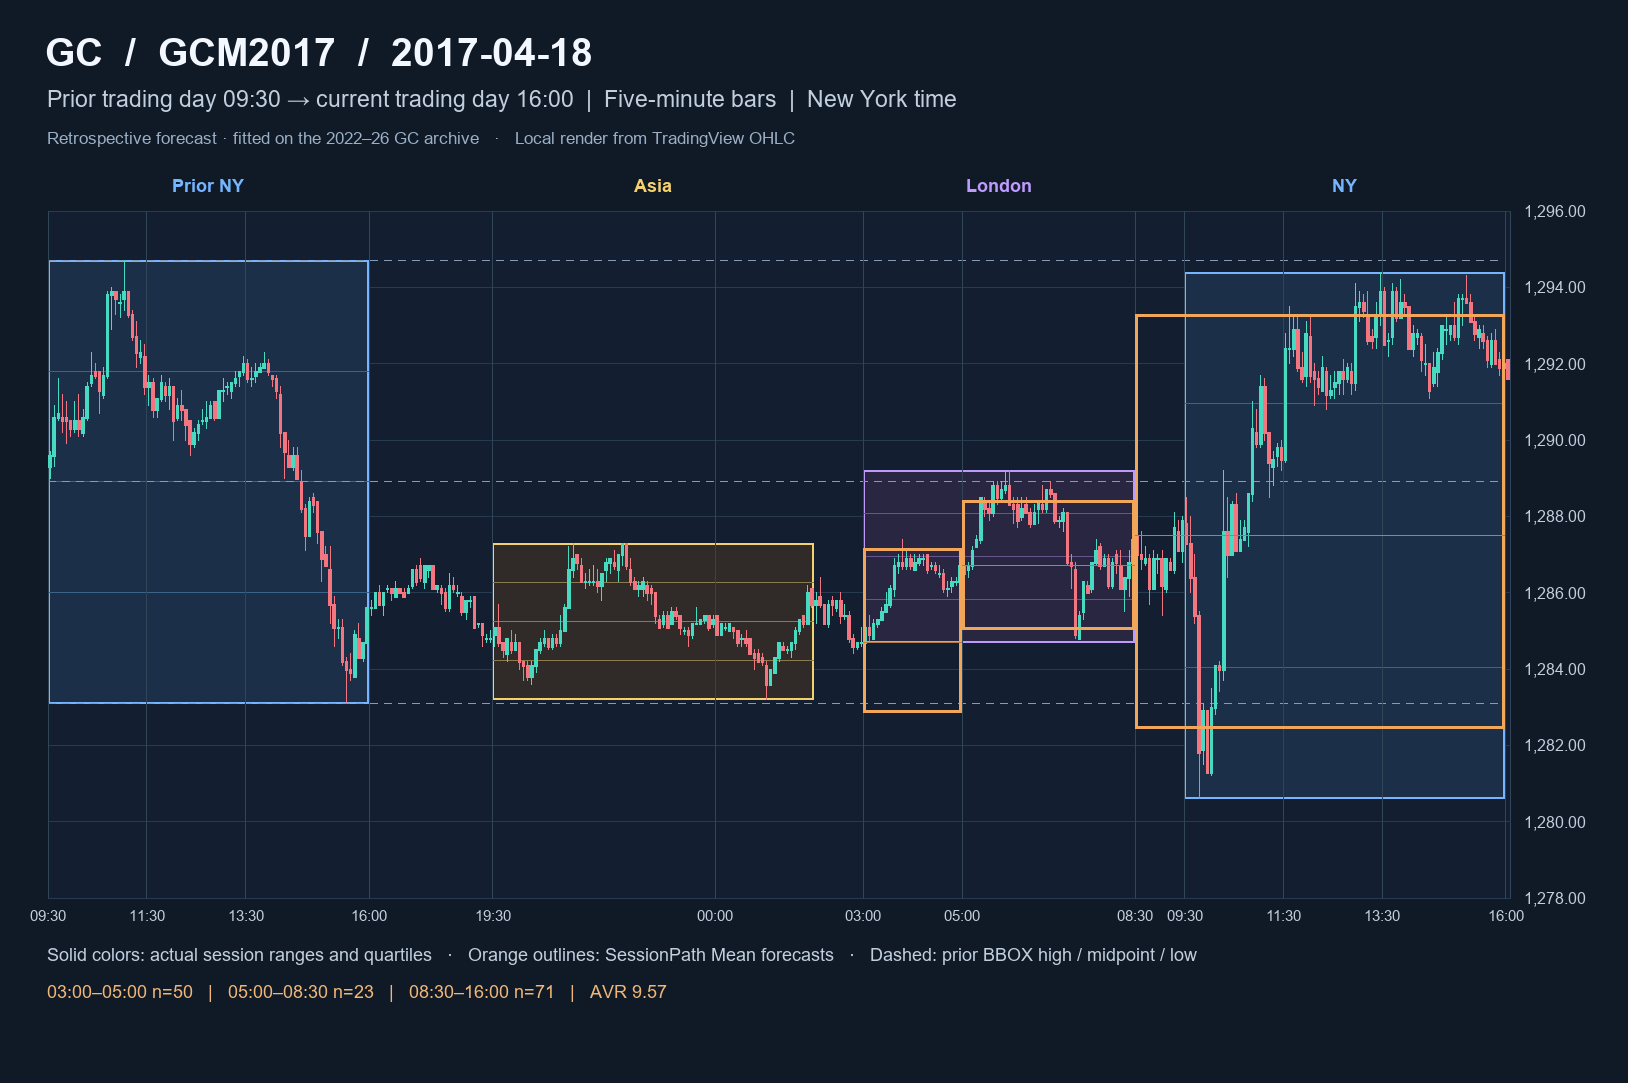 GC / GCM2017 / 2017-04-18
Prior trading day 09:30 → current trading day 16:00 | Five-minute bars | New York time
Retrospective forecast · fitted on the 2022–26 GC archive · Local render from TradingView OHLC
Prior NY Asia London NY
1,296.00
1,294.00
1,292.00
1,290.00
1,288.00
1,286.00
1,284.00
1,282.00
1,280.00
1,278.00
09:30 11:30 13:30 16:00 19:30 00:00 03:00 05:00 08:30 09:30 11:30 13:30 16:00
Solid colors: actual session ranges and quartiles · Orange outlines: SessionPath Mean forecasts · Dashed: prior BBOX high / midpoint / low
03:00–05:00 n=50 | 05:00–08:30 n=23 | 08:30–16:00 n=71 | AVR 9.57